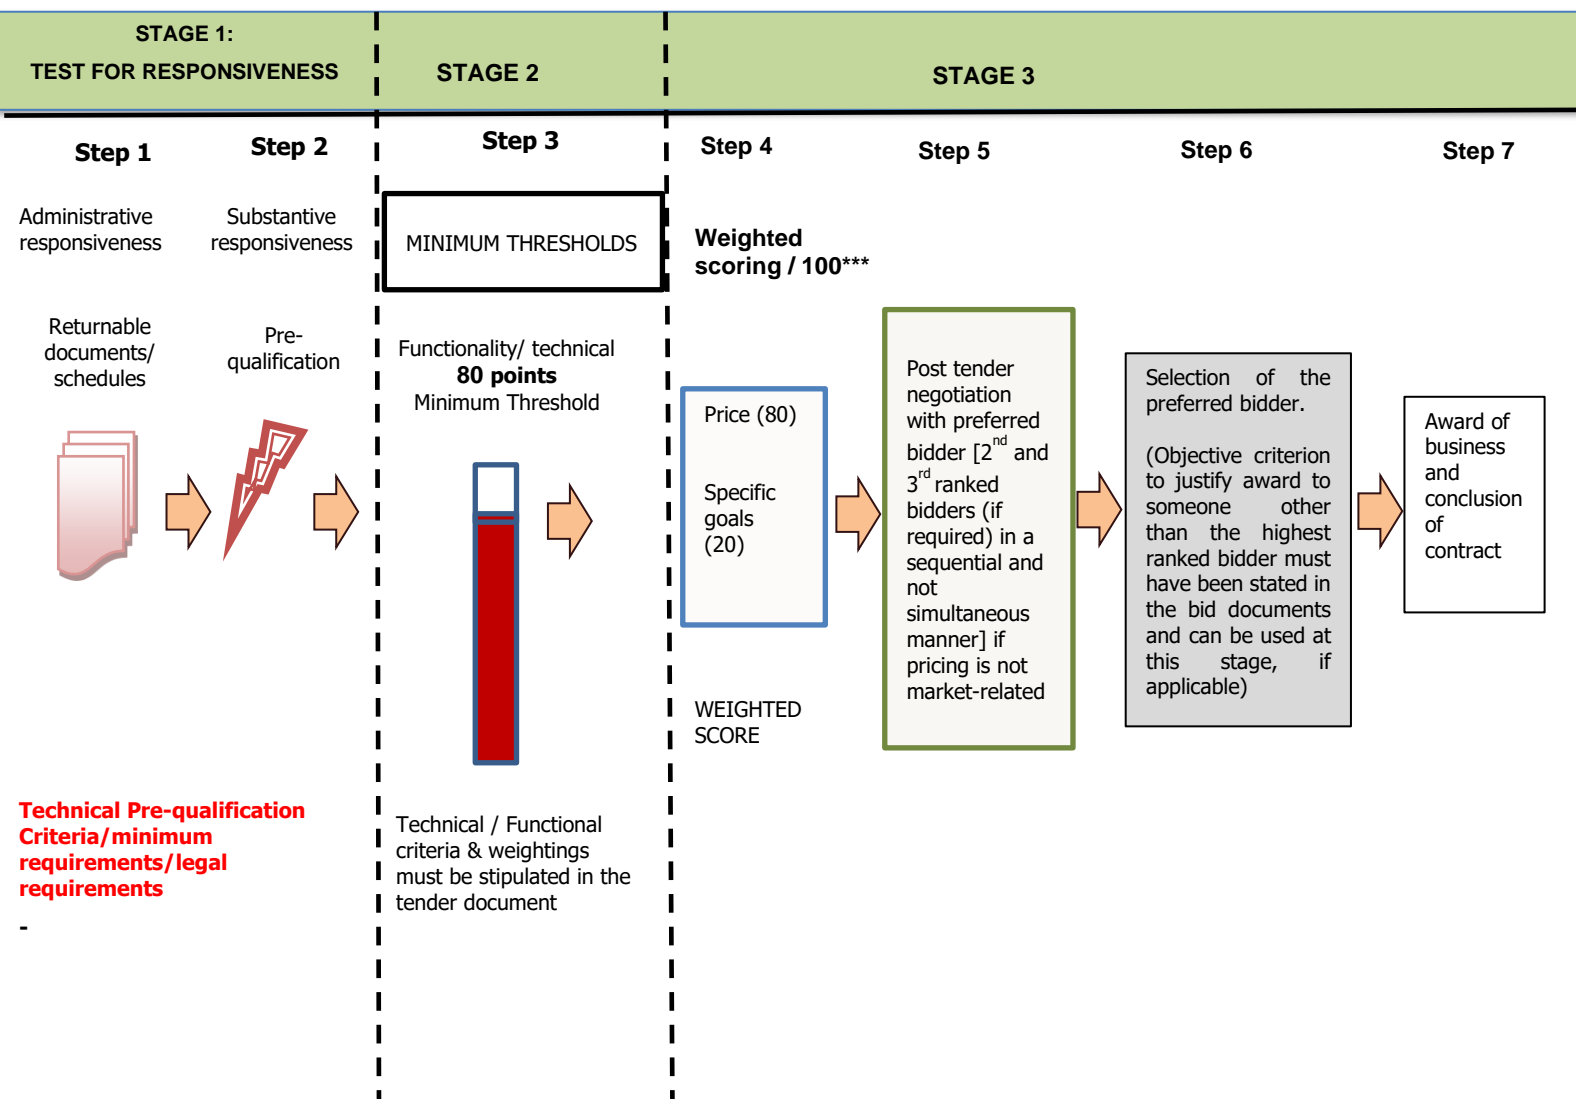 STAGE 1:
TEST FOR RESPONSIVENESS
STAGE 2
STAGE 3
Step 1
Step 2
Step 3
Step 4
Step 5
Step 6
Step 7
Administrative
responsiveness
Substantive
responsiveness
MINIMUM THRESHOLDS
Weighted
scoring / 100***
Returnable
documents/
schedules
Pre-
qualification
Functionality/ technical
80 points
Minimum Threshold
Price (80)
Specific
goals
(20)
WEIGHTED
SCORE
Post tender
negotiation
with preferred
bidder [2nd and
3rd ranked
bidders (if
required) in a
sequential and
not
simultaneous
manner] if
pricing is not
market-related
Selection of the
preferred bidder.
(Objective criterion
to justify award to
someone other
than the highest
ranked bidder must
have been stated in
the bid documents
and can be used at
this stage, if
applicable)
Award of
business
and
conclusion
of
contract
Technical Pre-qualification
Criteria/minimum
requirements/legal
requirements
-
Technical / Functional
criteria & weightings
must be stipulated in the
tender document